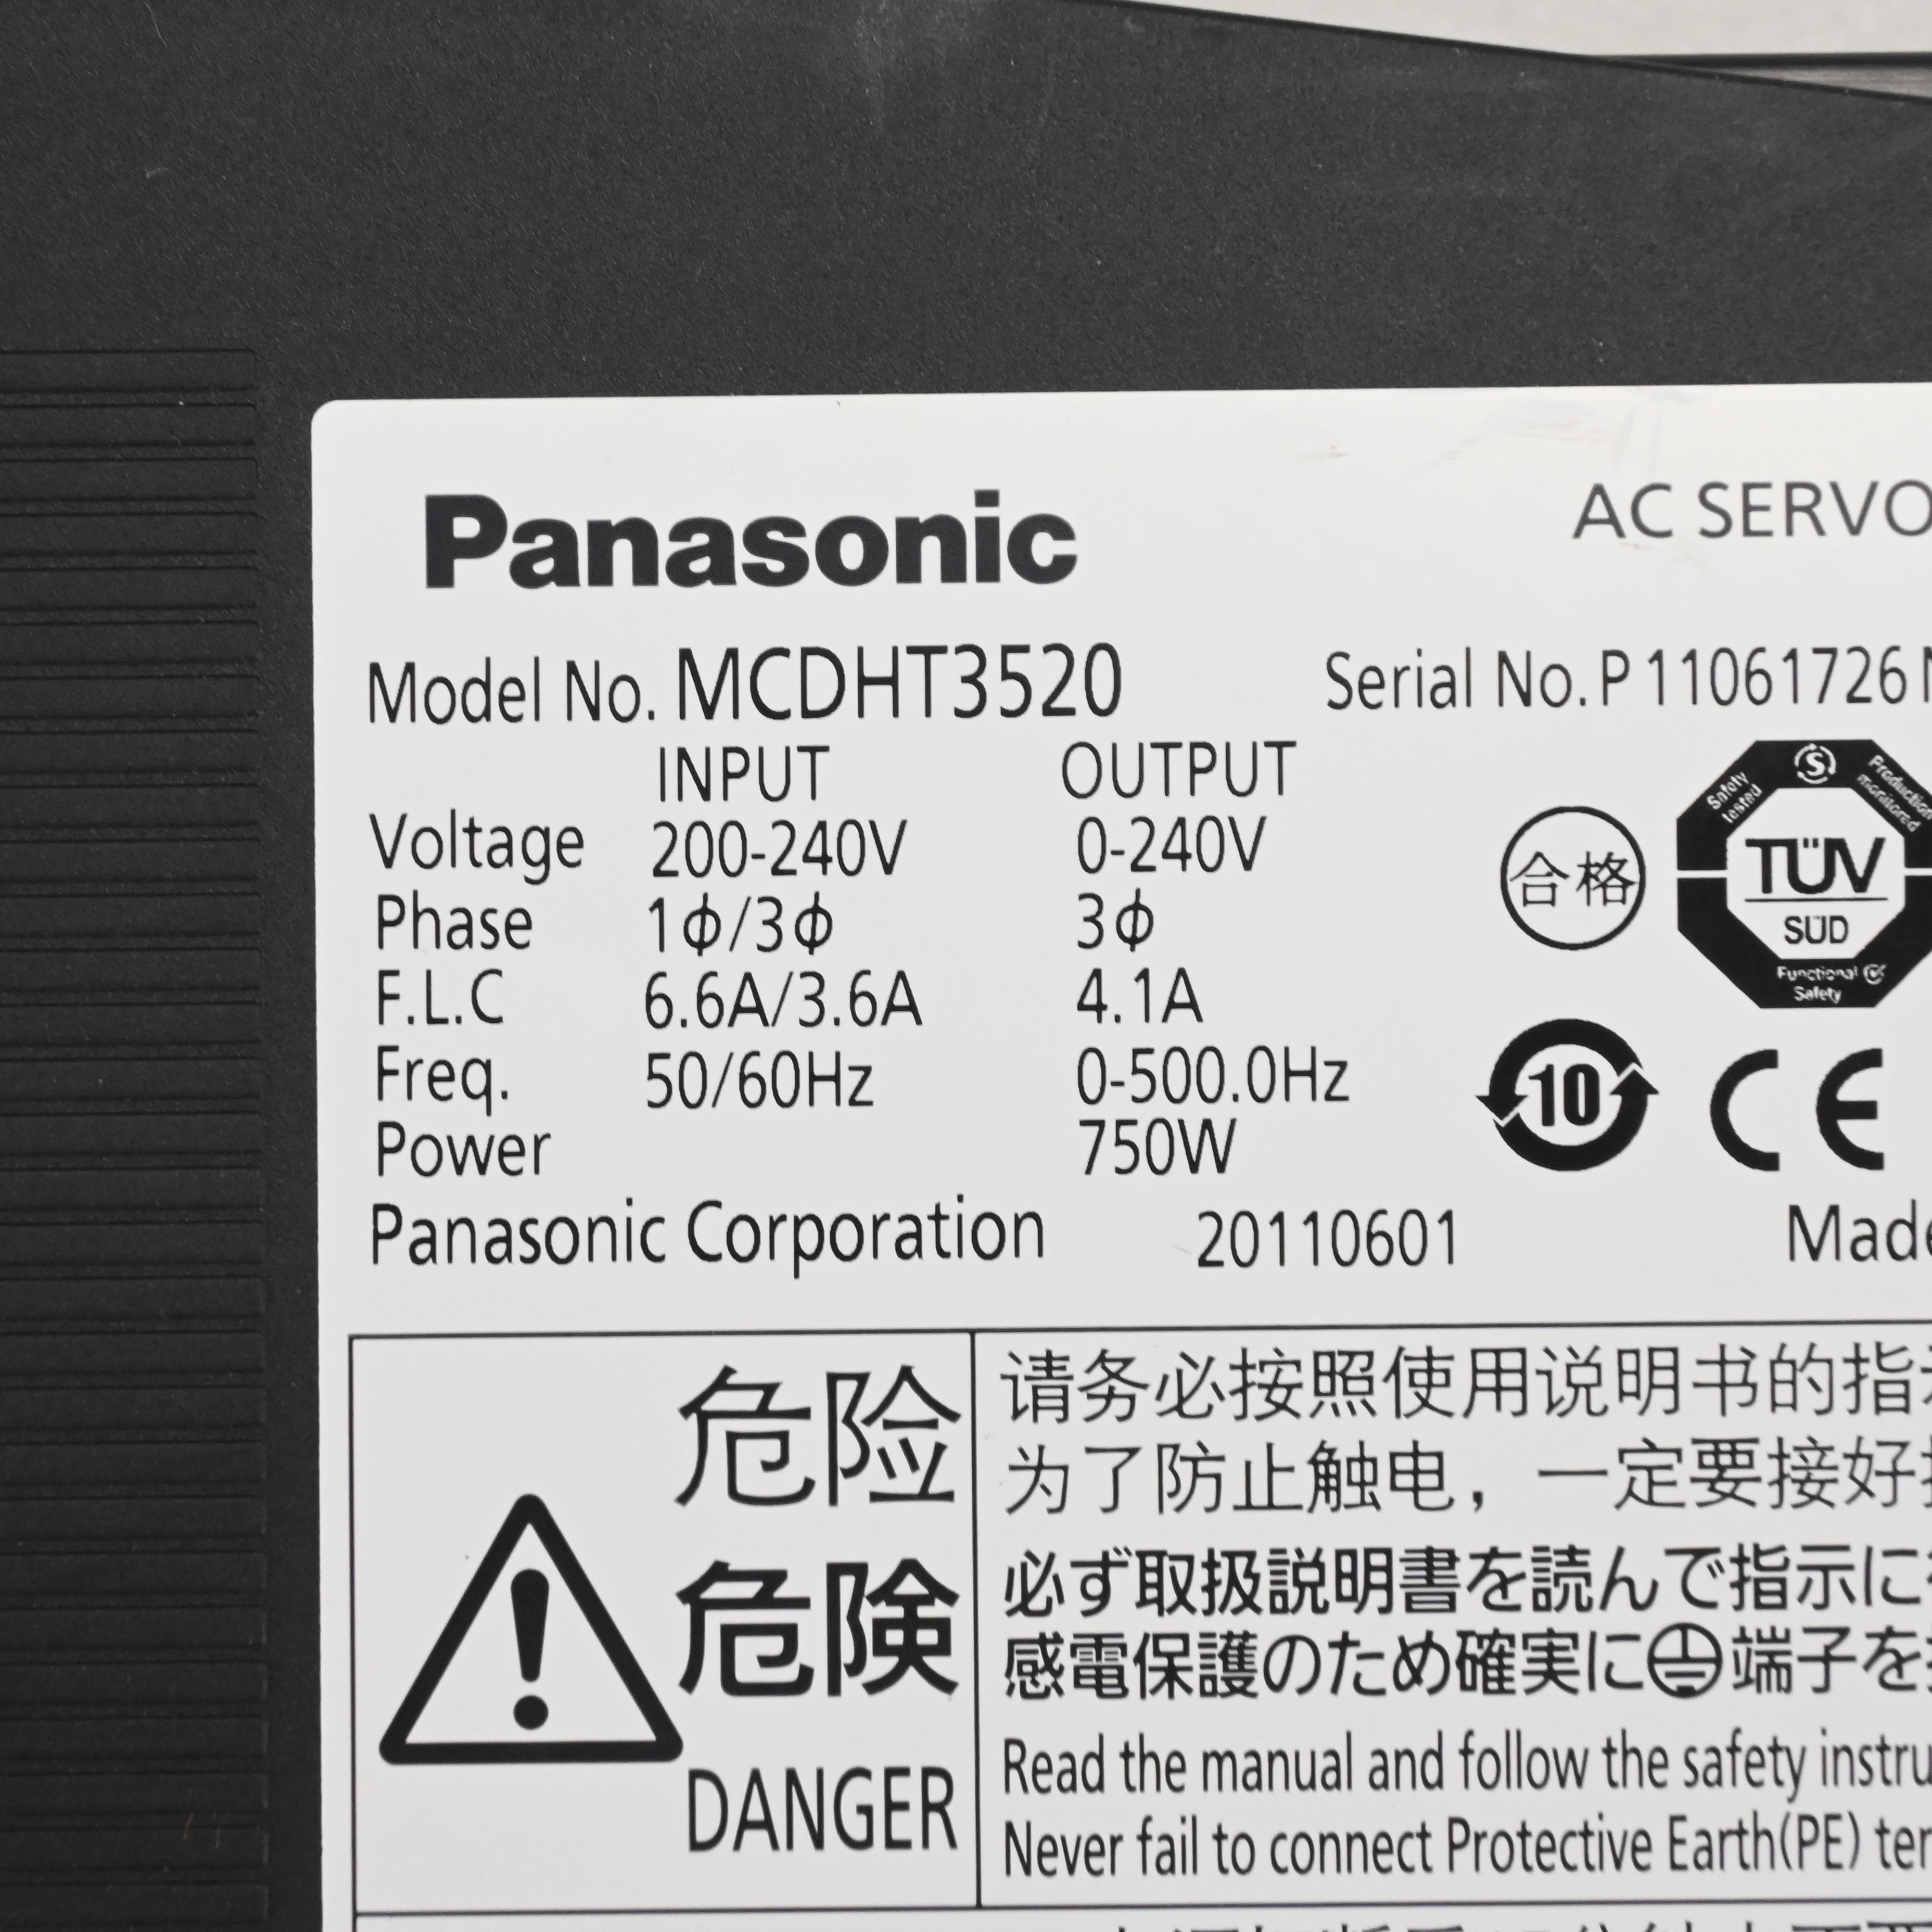 Panasonic
AC SERVO
Model No. MCDHT3520
Serial No. P11061726
INPUT OUTPUT
Voltage 200-240V 0-240V
Phase 1ϕ/3ϕ 3ϕ
F.L.C 6.6A/3.6A 4.1A
Freq. 50/60Hz 0-500.0Hz
Power 750W
合格
Safety tested
S
Production monitored
TÜV
SÜD
Functional Safety
10
CE
Panasonic Corporation 20110601
危险
危険
DANGER
请务必按照使用说明书的指
为了防止触电，一定要接好
必ず取扱説明書を読んで指示に
感電保護のため確実に⏚端子を
Read the manual and follow the safety
Never fail to connect Protective Earth(PE)